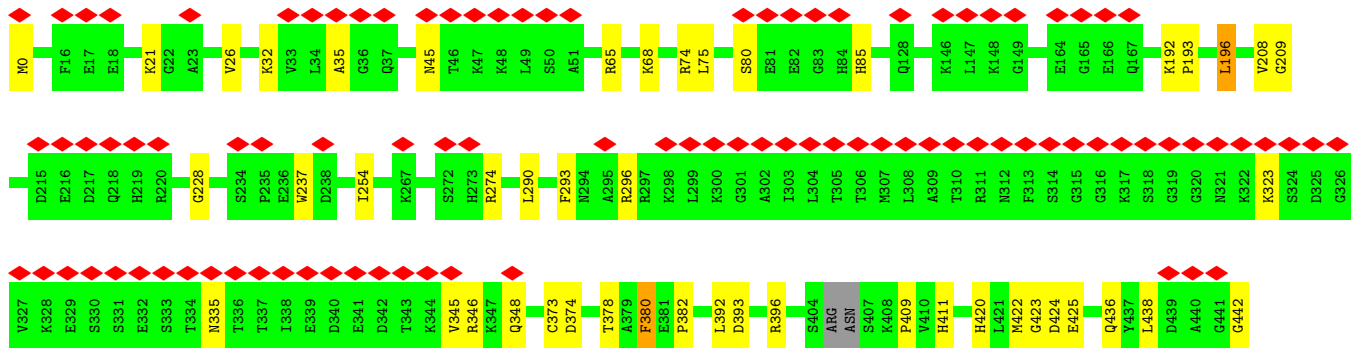 M0 F16 E17 E18 K21 G22 A23 V26 K32 V33 L34 A35 G36 Q37 N45 T46 K47 K48 L49 S50 A51 R65 K68 R74 L75 S80 E81 E82 G83 H84 H85 Q128 K146 L147 K148 G149 E164 G165 E166 Q167 K192 P193 L196 V208 G209
D215 E216 D217 Q218 H219 R220 G228 S234 P235 E236 W237 D238 I254 K267 S272 H273 R274 L290 F293 N294 A295 R296 R297 K298 L299 K300 G301 A302 I303 L304 T305 T306 M307 L308 A309 T310 R311 N312 F313 S314 G315 G316 K317 S318 G319 G320 N321 K322 K323 S324 D325 G326
V327 K328 E329 S330 S331 E332 S333 T334 N335 T336 T337 I338 E339 D340 E341 D342 T343 K344 V345 R346 K347 Q348 C373 D374 T378 A379 F380 E381 P382 L392 D393 R396 S404 ARG ASN S407 K408 P409 V410 H411 H420 L421 M422 G423 D424 E425 Q436 Y437 L438 D439 A440 G441 G442